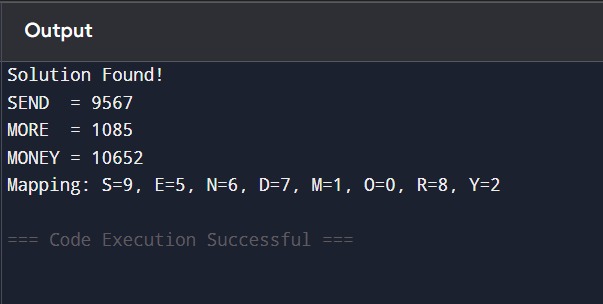 Output
Solution Found!
SEND  = 9567
MORE  = 1085
MONEY = 10652
Mapping: S=9, E=5, N=6, D=7, M=1, O=0, R=8, Y=2
=== Code Execution Successful ===